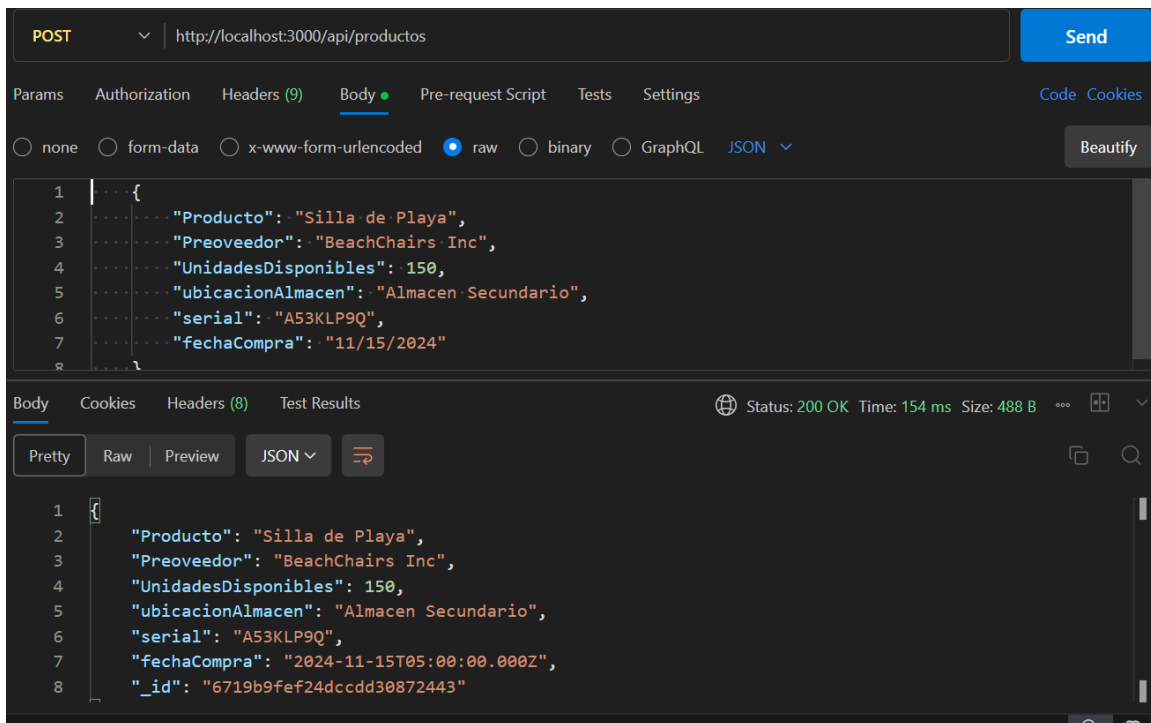 POST http://localhost:3000/api/productos Send
Params Authorization Headers (9) Body Pre-request Script Tests Settings Code Cookies
none form-data x-www-form-urlencoded raw binary GraphQL JSON Beautify
1 {
2 "Producto": "Silla de Playa",
3 "Preoveedor": "BeachChairs Inc",
4 "UnidadesDisponibles": 150,
5 "ubicacionAlmacen": "Almacen Secundario",
6 "serial": "A53KLP9Q",
7 "fechaCompra": "11/15/2024"
8 }
Body Cookies Headers (8) Test Results Status: 200 OK Time: 154 ms Size: 488 B
Pretty Raw Preview JSON
1 {
2 "Producto": "Silla de Playa",
3 "Preoveedor": "BeachChairs Inc",
4 "UnidadesDisponibles": 150,
5 "ubicacionAlmacen": "Almacen Secundario",
6 "serial": "A53KLP9Q",
7 "fechaCompra": "2024-11-15T05:00:00.000Z",
8 "_id": "6719b9fef24dccdd30872443"